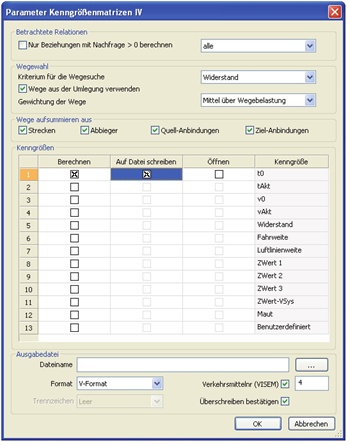 Parameter Kenngrößenmatrizen IV
Betrachtete Relationen
Nur Beziehungen mit Nachfrage > 0 berechnen
alle
Wegewahl
Kriterium für die Wegesuche
Widerstand
Wege aus der Umlegung verwenden
Gewichtung der Wege
Mittel über Wegebelastung
Wege aufsummieren aus
Strecken
Abbieger
Quell-Anbindungen
Ziel-Anbindungen
Kenngrößen
Berechnen Auf Datei schreiben Öffnen Kenngröße
1 t0
2 tAkt
3 v0
4 vAkt
5 Widerstand
6 Fahrweite
7 Luftlinienweite
8 ZWert 1
9 ZWert 2
10 ZWert 3
11 ZWert-VSys
12 Maut
13 Benutzerdefiniert
Ausgabedatei
Dateiname
...
Format V-Format
Verkehrsmittelnr (VISEM) 4
Trennzeichen Leer
Überschreiben bestätigen
OK Abbrechen